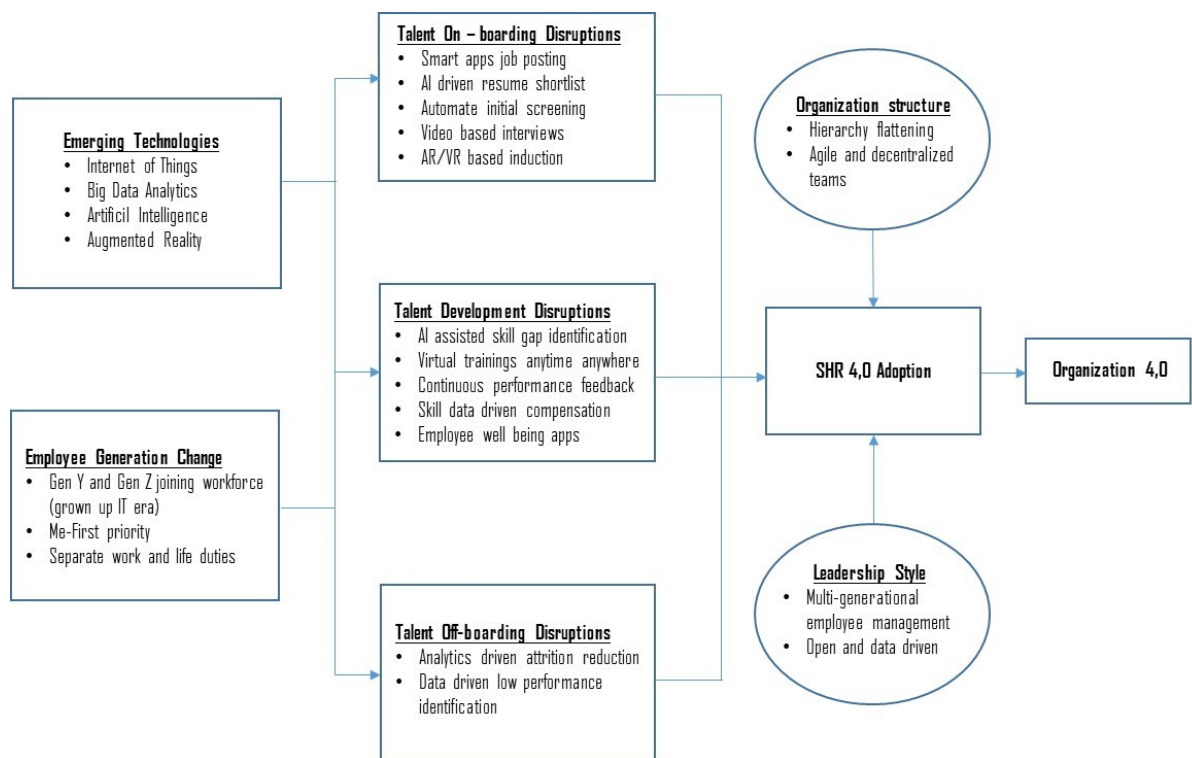 Emerging Technologies
• Internet of Things
• Big Data Analytics
• Artificil Intelligence
• Augmented Reality
Employee Generation Change
• Gen Y and Gen Z joining workforce
(grown up IT era)
• Me-First priority
• Separate work and life duties
Talent On – boarding Disruptions
• Smart apps job posting
• AI driven resume shortlist
• Automate initial screening
• Video based interviews
• AR/VR based induction
Talent Development Disruptions
• AI assisted skill gap identification
• Virtual trainings anytime anywhere
• Continuous performance feedback
• Skill data driven compensation
• Employee well being apps
Talent Off-boarding Disruptions
• Analytics driven attrition reduction
• Data driven low performance
identification
Organization structure
• Hierarchy flattening
• Agile and decentralized
teams
SHR 4,0 Adoption
Leadership Style
• Multi-generational
employee management
• Open and data driven
Organization 4,0